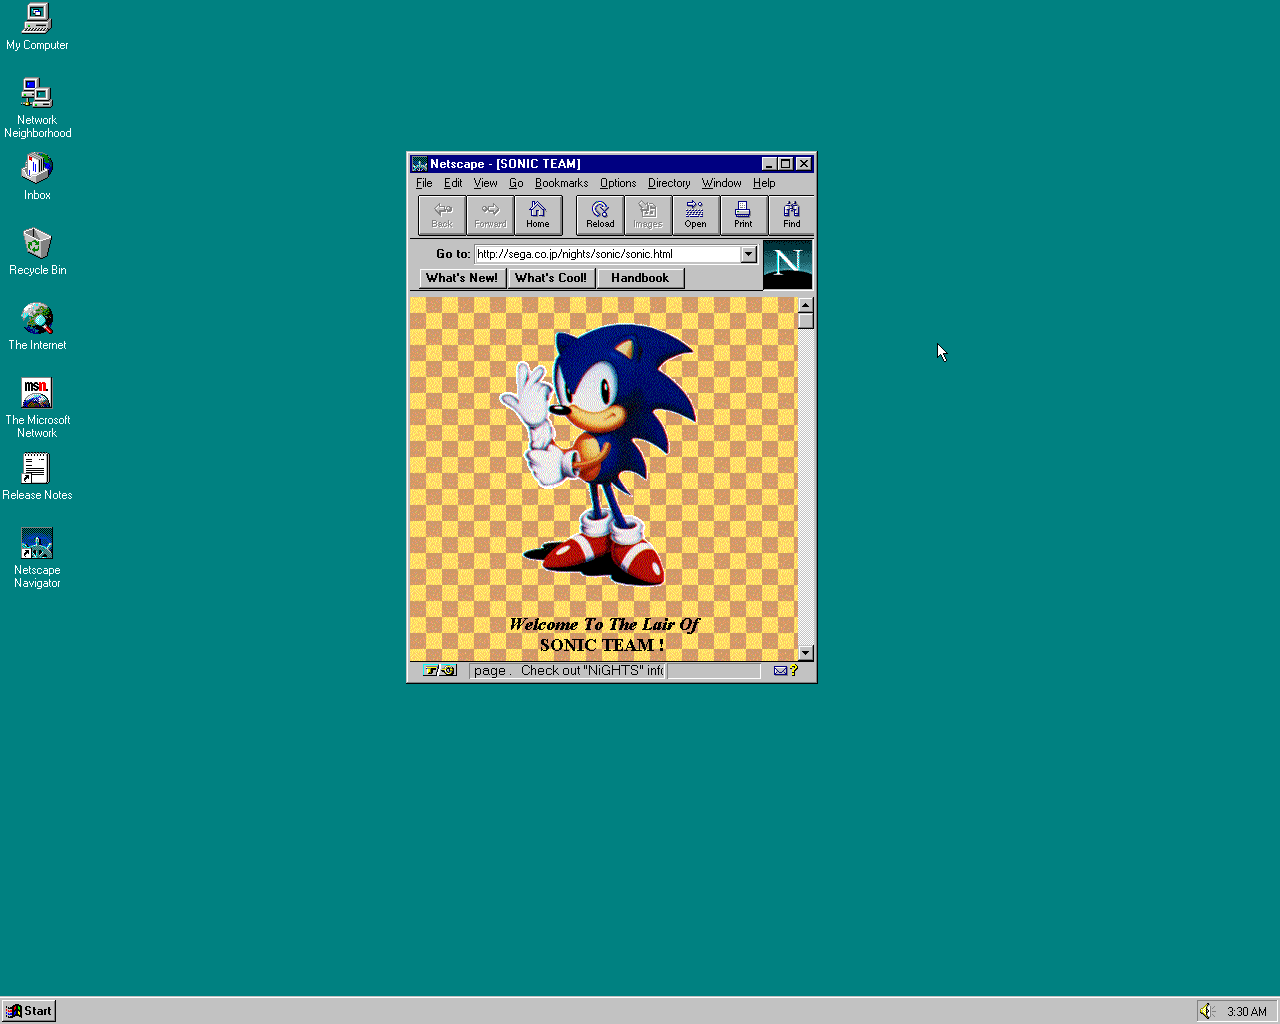 My Computer
Network
Neighborhood
Inbox
Recycle Bin
The Internet
msn.
The Microsoft
Network
Release Notes
Netscape
Navigator
Netscape - [SONIC TEAM]
File Edit View Go Bookmarks Options Directory Window Help
Back Forward Home Reload Images Open Print Find
Go to: http://sega.co.jp/nights/sonic/sonic.html
N
What's New! What's Cool! Handbook
Welcome To The Lair Of
SONIC TEAM !
page . Check out "NiGHTS" inf
Start
3:30 AM